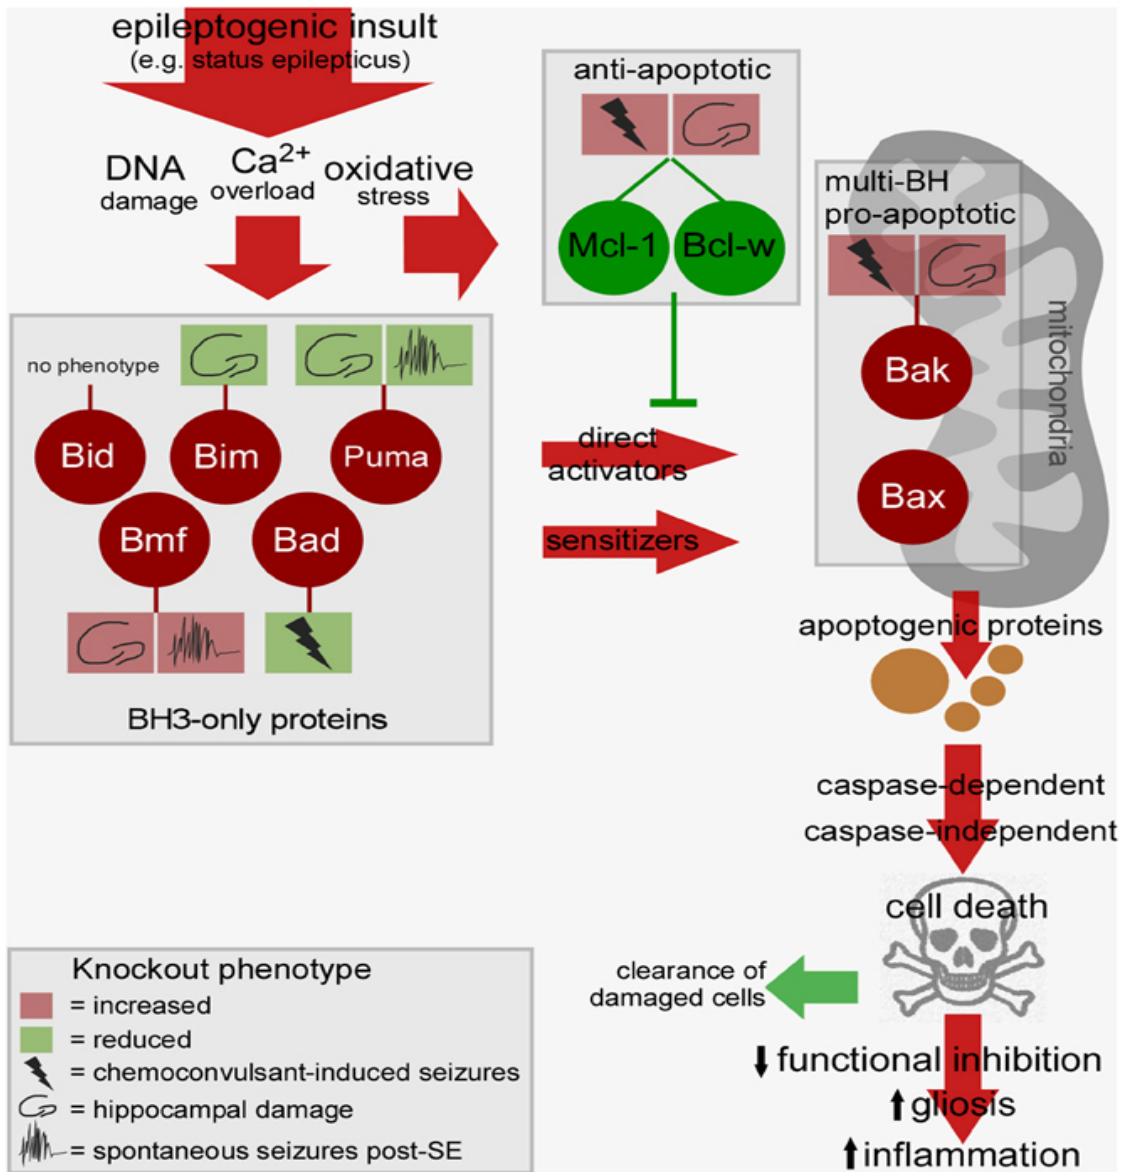 epileptogenic insult
(e.g. status epilepticus)
DNA
damage
Ca2+
overload
oxidative
stress
anti-apoptotic
Mcl-1
Bcl-w
multi-BH
pro-apoptotic
Bak
Bax
mitochondria
no phenotype
Bid
Bim
Puma
Bmf
Bad
BH3-only proteins
direct
activators
sensitizers
apoptogenic proteins
caspase-dependent
caspase-independent
cell death
clearance of
damaged cells
functional inhibition
gliosis
inflammation
Knockout phenotype
= increased
= reduced
= chemoconvulsant-induced seizures
= hippocampal damage
= spontaneous seizures post-SE